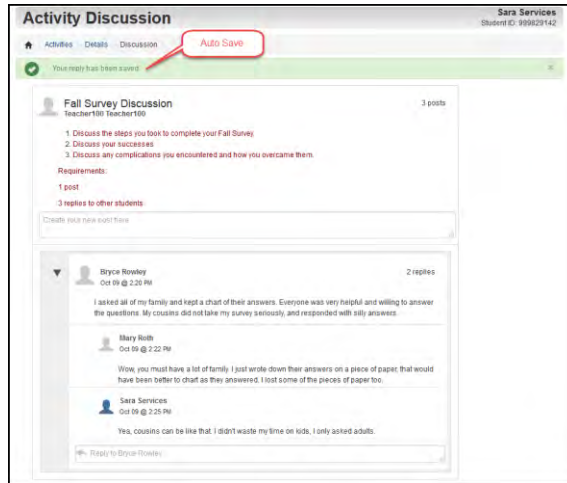 Activity Discussion
Sara Services
Student ID: 999829142
Activities Details Discussion
Auto Save
Your reply has been saved.
Fall Survey Discussion
3 posts
Teacher100 Teacher100
1. Discuss the steps you took to complete your Fall Survey.
2. Discuss your successes
3. Discuss any complications you encountered and how you overcame them.
Requirements:
1 post
3 replies to other students
Create your new post here
Bryce Rowley
2 replies
Oct 09 @ 2:20 PM
I asked all of my family and kept a chart of their answers. Everyone was very helpful and willing to answer
the questions. My cousins did not take my survey seriously, and responded with silly answers.
Mary Roth
Oct 09 @ 2:22 PM
Wow, you must have a lot of family. I just wrote down their answers on a piece of paper, that would
have been better to chart as they answered. I lost some of the pieces of paper too.
Sara Services
Oct 09 @ 2:25 PM
Yea, cousins can be like that. I didn't waste my time on kids, I only asked adults.
Reply to Bryce Rowley